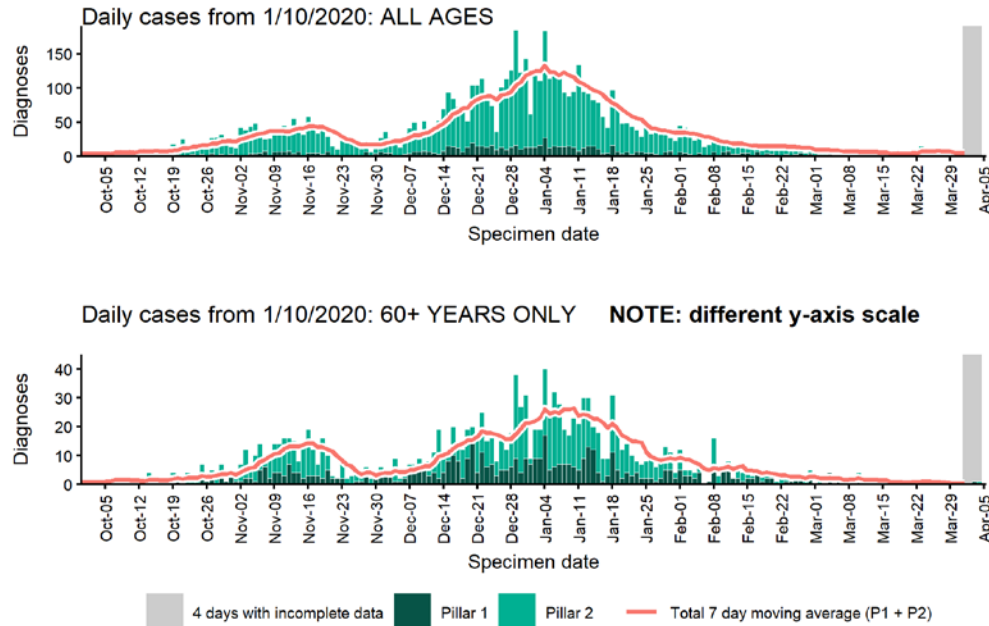 Daily cases from 1/10/2020: ALL AGES
Diagnoses
150
100
50
0
Oct-05
Oct-12
Oct-19
Oct-26
Nov-02
Nov-09
Nov-16
Nov-23
Nov-30
Dec-07
Dec-14
Dec-21
Dec-28
Jan-04
Jan-11
Jan-18
Jan-25
Feb-01
Feb-08
Feb-15
Feb-22
Mar-01
Mar-08
Mar-15
Mar-22
Mar-29
Apr-05
Specimen date
Daily cases from 1/10/2020: 60+ YEARS ONLY NOTE: different y-axis scale
Diagnoses
40
30
20
10
0
Oct-05
Oct-12
Oct-19
Oct-26
Nov-02
Nov-09
Nov-16
Nov-23
Nov-30
Dec-07
Dec-14
Dec-21
Dec-28
Jan-04
Jan-11
Jan-18
Jan-25
Feb-01
Feb-08
Feb-15
Feb-22
Mar-01
Mar-08
Mar-15
Mar-22
Mar-29
Apr-05
Specimen date
4 days with incomplete data Pillar 1 Pillar 2 Total 7 day moving average (P1 + P2)